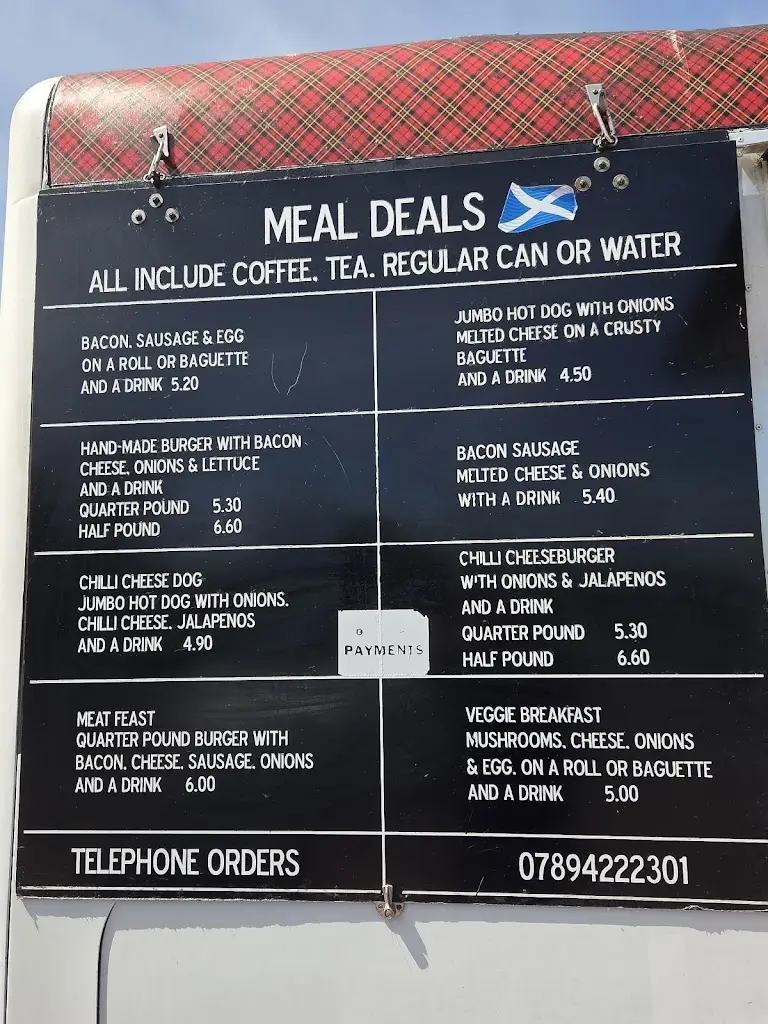 MEAL DEALS
ALL INCLUDE COFFEE, TEA, REGULAR CAN OR WATER
BACON, SAUSAGE & EGG
ON A ROLL OR BAGUETTE
AND A DRINK 5.20
JUMBO HOT DOG WITH ONIONS
MELTED CHEESE ON A CRUSTY
BAGUETTE
AND A DRINK 4.50
HAND-MADE BURGER WITH BACON
CHEESE, ONIONS & LETTUCE
AND A DRINK
QUARTER POUND 5.30
HALF POUND 6.60
BACON SAUSAGE
MELTED CHEESE & ONIONS
WITH A DRINK 5.40
CHILLI CHEESE DOG
JUMBO HOT DOG WITH ONIONS,
CHILLI CHEESE, JALAPENOS
AND A DRINK 4.90
CHILLI CHEESEBURGER
WITH ONIONS & JALAPENOS
AND A DRINK
QUARTER POUND 5.30
HALF POUND 6.60
PAYMENTS
MEAT FEAST
QUARTER POUND BURGER WITH
BACON, CHEESE, SAUSAGE, ONIONS
AND A DRINK 6.00
VEGGIE BREAKFAST
MUSHROOMS, CHEESE, ONIONS
& EGG, ON A ROLL OR BAGUETTE
AND A DRINK 5.00
TELEPHONE ORDERS 07894222301